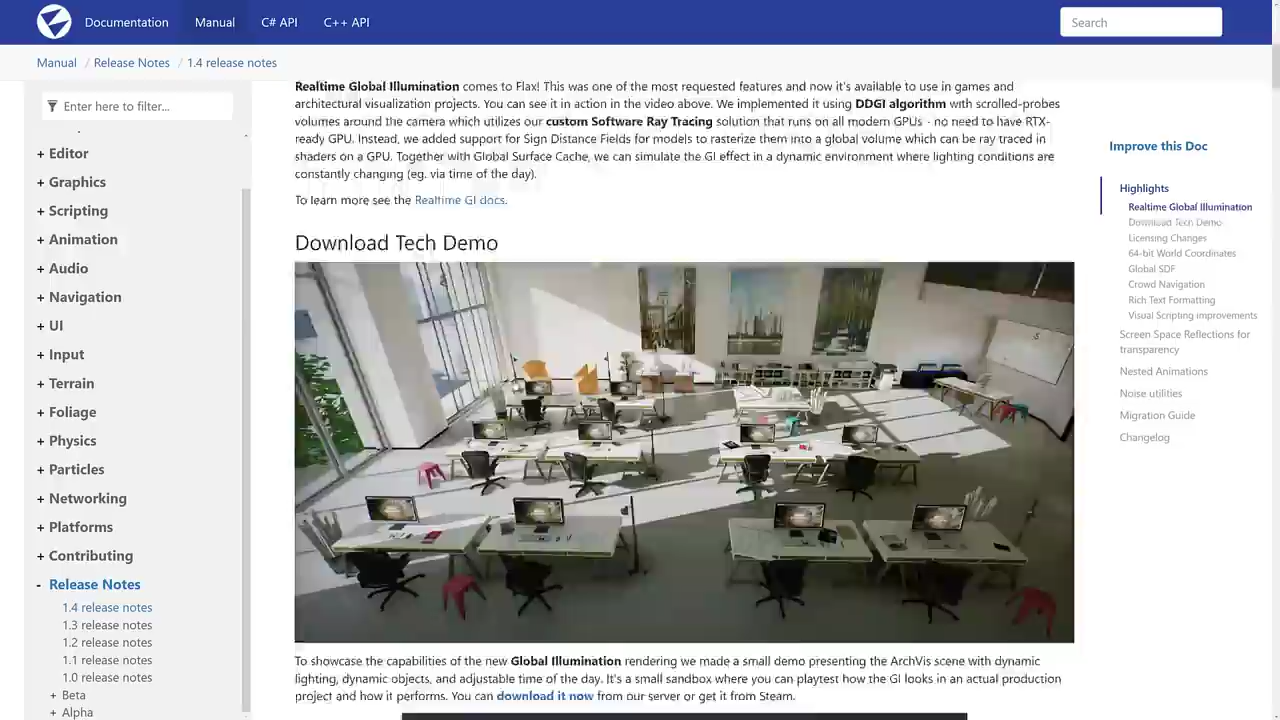 Documentation Manual C# API C++ API Search
Manual / Release Notes / 1.4 release notes
Enter here to filter...
+ Editor
+ Graphics
+ Scripting
+ Animation
+ Audio
+ Navigation
+ UI
+ Input
+ Terrain
+ Foliage
+ Physics
+ Particles
+ Networking
+ Platforms
+ Contributing
- Release Notes
1.4 release notes
1.3 release notes
1.2 release notes
1.1 release notes
1.0 release notes
+ Beta
+ Alpha
Realtime Global Illumination comes to Flax! This was one of the most requested features and now it's available to use in games and
architectural visualization projects. You can see it in action in the video above. We implemented it using DDGI algorithm with scrolled-probes
volumes around the camera which utilizes our custom Software Ray Tracing solution that runs on all modern GPUs - no need to have RTX-
ready GPU. Instead, we added support for Sign Distance Fields for models to rasterize them into a global volume which can be ray traced in
shaders on a GPU. Together with Global Surface Cache, we can simulate the GI effect in a dynamic environment where lighting conditions are
constantly changing (eg. via time of the day).
To learn more see the Realtime GI docs.
Download Tech Demo
To showcase the capabilities of the new Global Illumination rendering we made a small demo presenting the ArchVis scene with dynamic
lighting, dynamic objects, and adjustable time of the day. It's a small sandbox where you can playtest how the GI looks in an actual production
project and how it performs. You can download it now from our server or get it from Steam.
Improve this Doc
Highlights
Realtime Global Illumination
Download Tech Demo
Licensing Changes
64-bit World Coordinates
Global SDF
Crowd Navigation
Rich Text Formatting
Visual Scripting improvements
Screen Space Reflections for
transparency
Nested Animations
Noise utilities
Migration Guide
Changelog